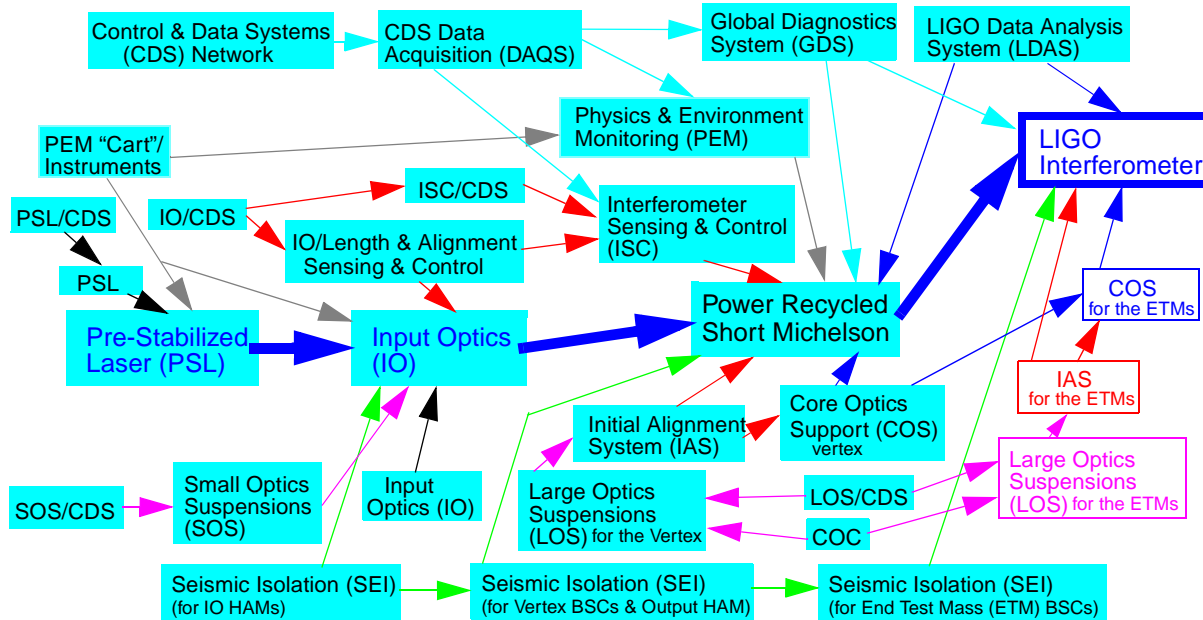 Control & Data Systems
(CDS) Network
CDS Data
Acquisition (DAQS)
Global Diagnostics
System (GDS)
LIGO Data Analysis
System (LDAS)
Physics & Environment
Monitoring (PEM)
PEM “Cart”/
Instruments
LIGO
Interferometer
ISC/CDS
PSL/CDS
IO/CDS
Interferometer
Sensing & Control
(ISC)
IO/Length & Alignment
Sensing & Control
PSL
Pre-Stabilized
Laser (PSL)
Input Optics
(IO)
Power Recycled
Short Michelson
COS
for the ETMs
IAS
for the ETMs
Initial Alignment
System (IAS)
Core Optics
Support (COS)
vertex
SOS/CDS
Small Optics
Suspensions
(SOS)
Input
Optics (IO)
Large Optics
Suspensions
(LOS) for the Vertex
LOS/CDS
COC
Large Optics
Suspensions
(LOS) for the ETMs
Seismic Isolation (SEI)
(for IO HAMs)
Seismic Isolation (SEI)
(for Vertex BSCs & Output HAM)
Seismic Isolation (SEI)
(for End Test Mass (ETM) BSCs)